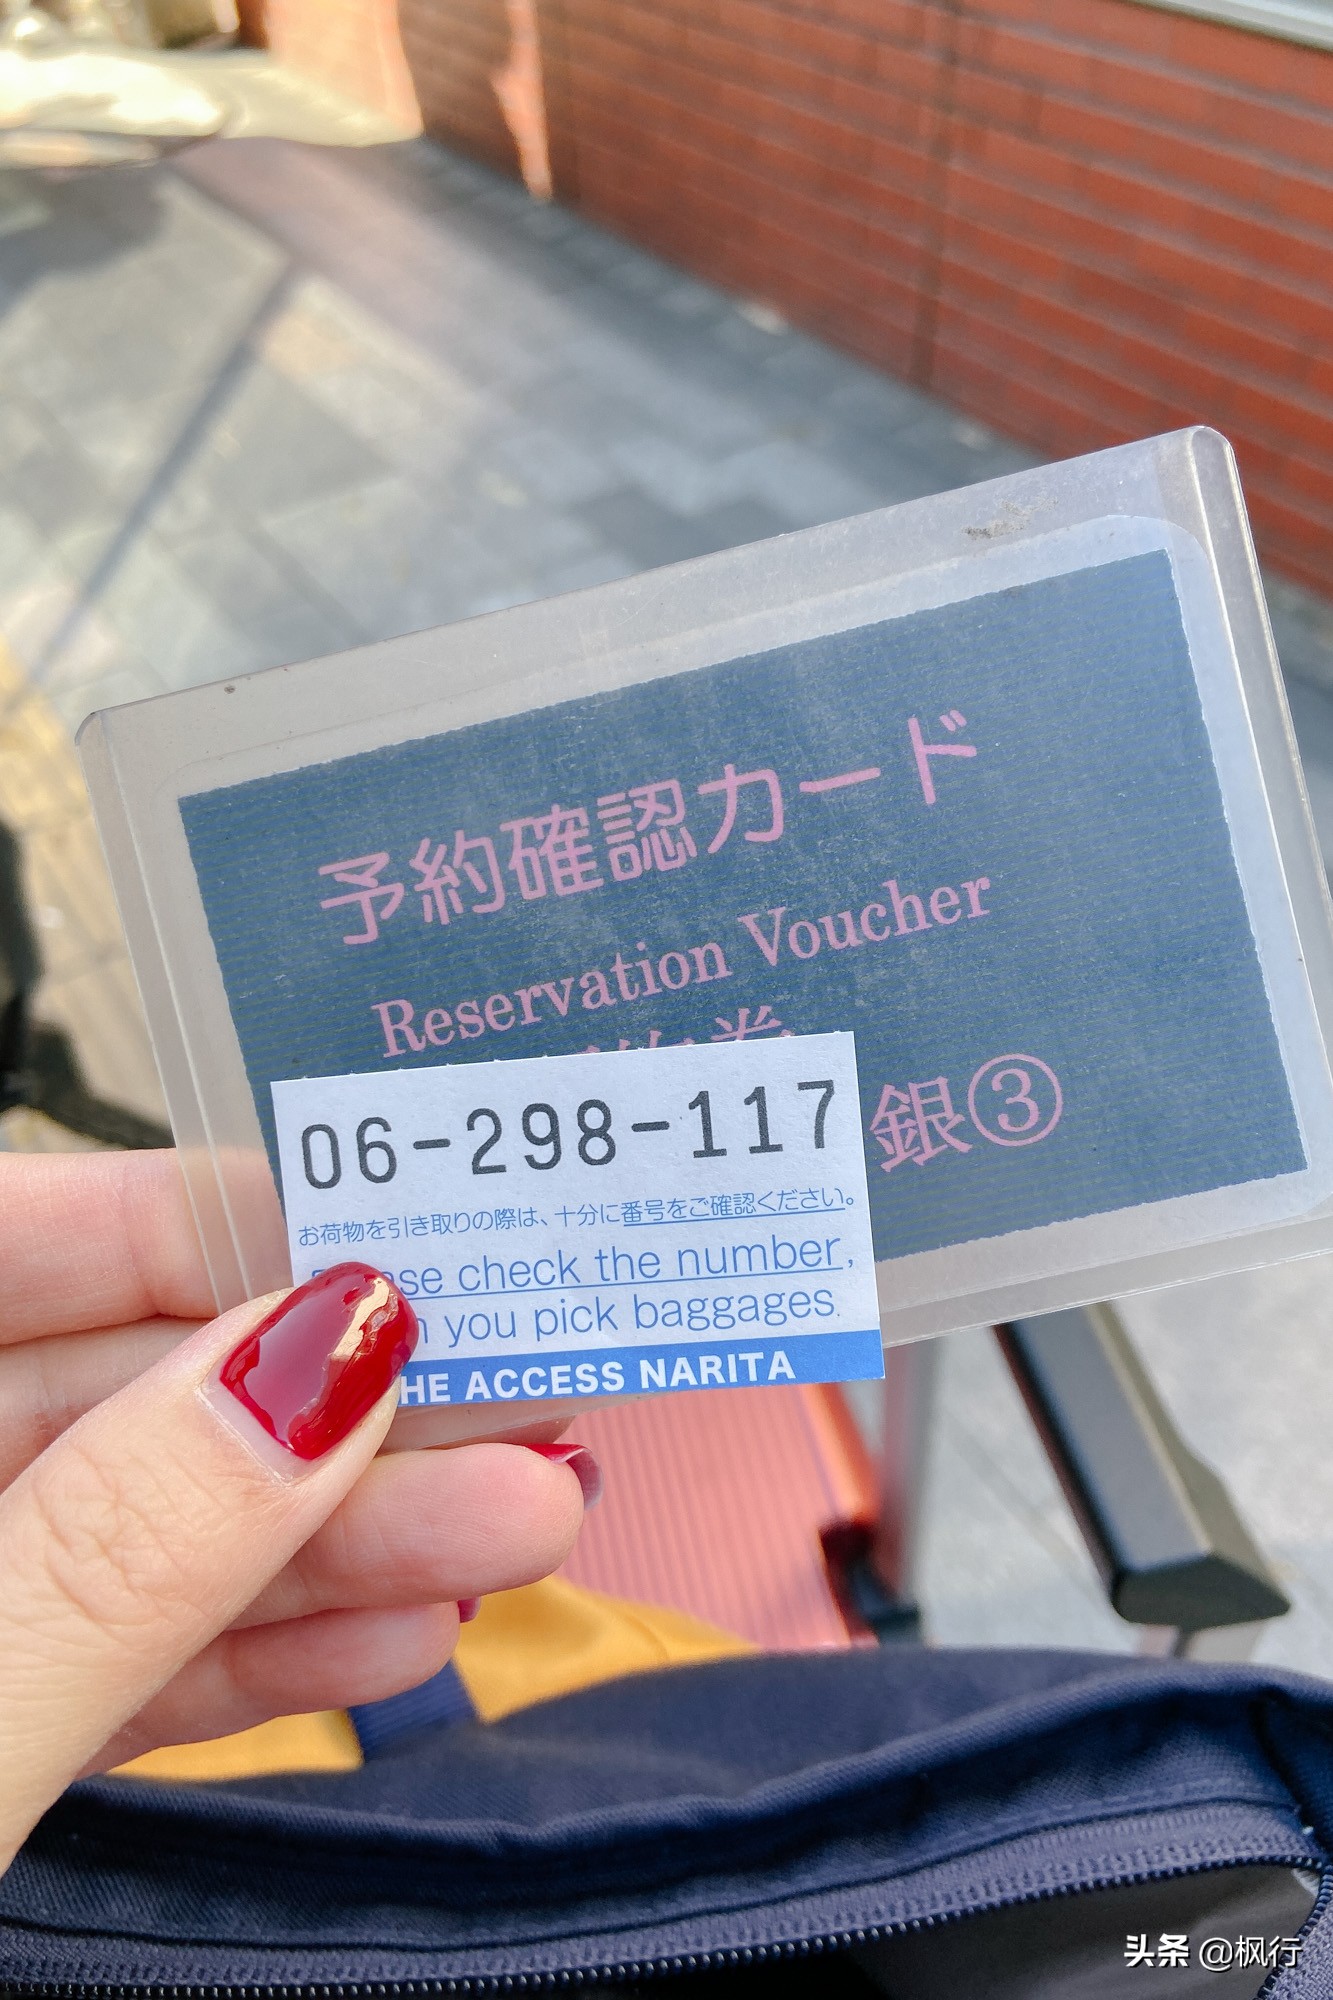 予約確認カード
Reservation Voucher
銀③
06-298-117
お荷物を引き取りの際は、十分に番号をご確認ください。
check the number,
you pick baggages.
ACCESS NARITA
头条 @枫行